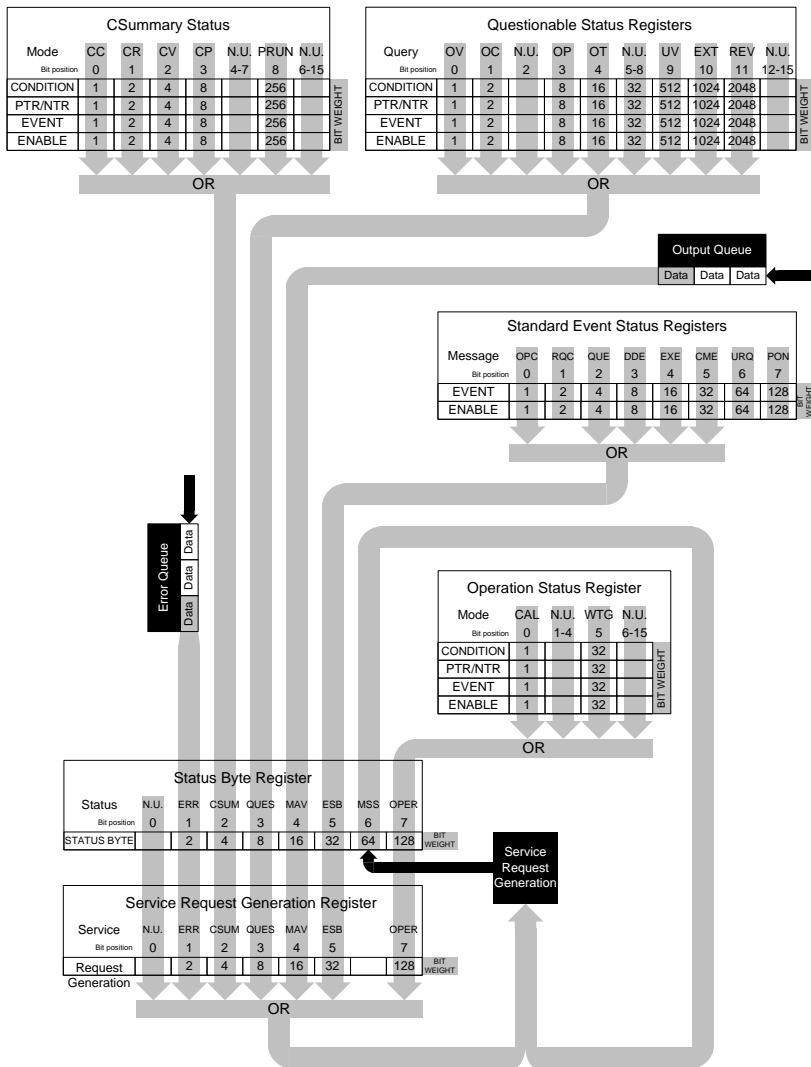 CSummary Status
Mode CC CR CV CP N.U. PRUN N.U.
Bit position 0 1 2 3 4-7 8 6-15
CONDITION 1 2 4 8 256
PTR/NTR 1 2 4 8 256
EVENT 1 2 4 8 256
ENABLE 1 2 4 8 256
BIT WEIGHT
OR
Questionable Status Registers
Query OV OC N.U. OP OT N.U. UV EXT REV N.U.
Bit position 0 1 2 3 4 5-8 9 10 11 12-15
CONDITION 1 2 8 16 32 512 1024 2048
PTR/NTR 1 2 8 16 32 512 1024 2048
EVENT 1 2 8 16 32 512 1024 2048
ENABLE 1 2 8 16 32 512 1024 2048
BIT WEIGHT
OR
Output Queue
Data Data Data
Standard Event Status Registers
Message OPC RQC QUE DDE EXE CME URQ PON
Bit position 0 1 2 3 4 5 6 7
EVENT 1 2 4 8 16 32 64 128
ENABLE 1 2 4 8 16 32 64 128
BIT WEIGHT
OR
Error Queue
Data Data Data
Operation Status Register
Mode CAL N.U. WTG N.U.
Bit position 0 1-4 5 6-15
CONDITION 1 32
PTR/NTR 1 32
EVENT 1 32
ENABLE 1 32
BIT WEIGHT
OR
Status Byte Register
Status N.U. ERR CSUM QUES MAV ESB MSS OPER
Bit position 0 1 2 3 4 5 6 7
STATUS BYTE 2 4 8 16 32 64 128
BIT WEIGHT
Service
Request
Generation
Service Request Generation Register
Service N.U. ERR CSUM QUES MAV ESB OPER
Bit position 0 1 2 3 4 5 7
Request 2 4 8 16 32 128
Generation
BIT WEIGHT
OR